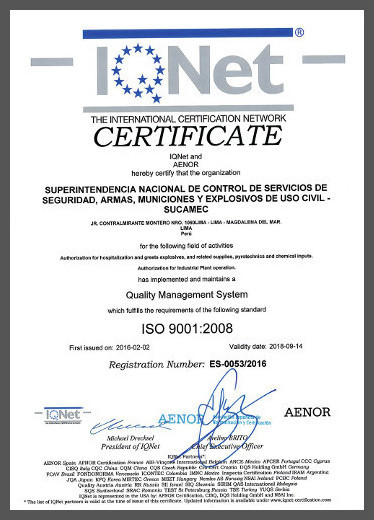 IQNet ®
THE INTERNATIONAL CERTIFICATION NETWORK
CERTIFICATE
IQNet and
AENOR
hereby certify that the organization
SUPERINTENDENCIA NACIONAL DE CONTROL DE SERVICIOS DE
SEGURIDAD, ARMAS, MUNICIONES Y EXPLOSIVOS DE USO CIVIL -
SUCAMEC
JR. CONTRALMIRANTE MONTERO NRO. 1060LIMA - LIMA - MAGDALENA DEL MAR.
LIMA
Perú
for the following field of activities
Authorization for hospitalization and greets explosives, and related supplies, pyrotechnics and chemical inputs.
Authorization for Industrial Plant operation.
has implemented and maintains a
Quality Management System
which fulfills the requirements of the following standard
ISO 9001:2008
First issued on: 2016-02-02 Validity date: 2018-09-14
Registration Number: ES-0053/2016
IQNet AENOR AENOR
Michael Drechsel Avelino BRITO
President of IQNet Chief Executive Officer
IQNet Partners*:
AENOR Spain AFNOR Certification France AIB-Vinçotte International Belgium APCER Portugal CCC Cyprus
CISQ Italy CQC China CQM China CQS Czech Republic Cro Cert Croatia DQS Holding GmbH Germany
FCAV Brazil FONDONORMA Venezuela ICONTEC Colombia IMNC Mexico Inspecta Certification Finland IRAM Argentina
JQA Japan KFQ Korea MIRTEC Greece MSZT Hungary Nemko AS Norway NSAI Ireland PCBC Poland
Quality Austria Austria RR Russia SII Israel SIQ Slovenia SIRIM QAS International Malaysia
SQS Switzerland SRAC Romania TEST St Petersburg Russia TSE Turkey YUQS Serbia
IQNet is represented in the USA by: AFNOR Certification, CISQ, DQS Holding GmbH and NSAI Inc.
* The list of IQNet partners is valid at the time of issue of this certificate. Updated information is available under www.iqnet-certification.com